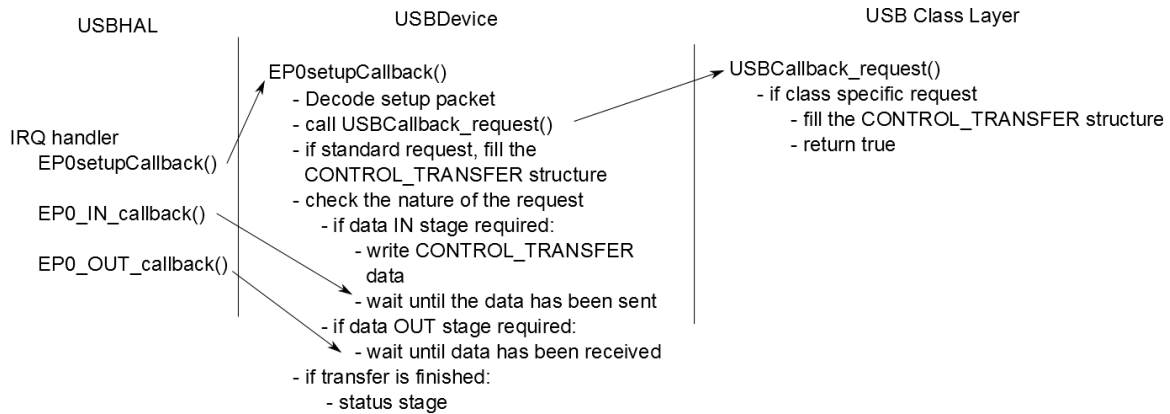 USBHAL
IRQ handler
EP0setupCallback()
EP0_IN_callback()
EP0_OUT_callback()
USBDevice
EP0setupCallback()
- Decode setup packet
- call USBCallback_request()
- if standard request, fill the
CONTROL_TRANSFER structure
- check the nature of the request
- if data IN stage required:
- write CONTROL_TRANSFER
data
- wait until the data has been sent
- if data OUT stage required:
- wait until data has been received
- if transfer is finished:
- status stage
USB Class Layer
USBCallback_request()
- if class specific request
- fill the CONTROL_TRANSFER structure
- return true